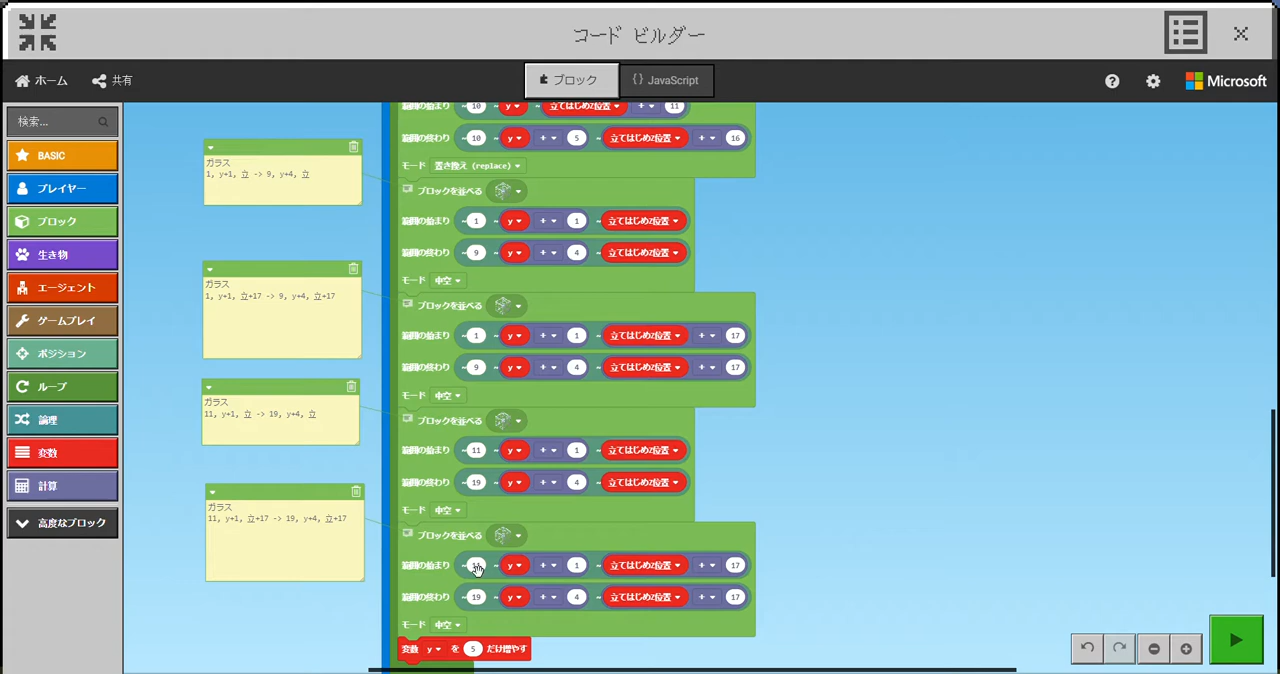 コード ビルダー
ホーム
共有
ブロック
{} JavaScript
Microsoft
検索...
BASIC
プレイヤー
ブロック
生き物
エージェント
ゲームプレイ
ポジション
ループ
論理
変数
計算
高度なブロック
ガラス
1, y+1, 立 -> 9, y+4, 立
ガラス
1, y+1, 立+17 -> 9, y+4, 立+17
ガラス
11, y+1, 立 -> 19, y+4, 立
ガラス
11, y+1, 立+17 -> 19, y+4, 立+17
範囲の始まり ~10 ~ y 立てはじめz位置 + 11
範囲の終わり ~10 y + 5 ~ 立てはじめz位置 + 16
モード 置き換え (replace)
ブロックを並べる
範囲の始まり ~1 ~ y + 1 ~ 立てはじめz位置
範囲の終わり ~9 ~ y + 4 ~ 立てはじめz位置
モード 中空
ブロックを並べる
範囲の始まり ~1 ~ y + 1 ~ 立てはじめz位置 + 17
範囲の終わり ~9 ~ y + 4 ~ 立てはじめz位置 + 17
モード 中空
ブロックを並べる
範囲の始まり ~11 ~ y + 1 ~ 立てはじめz位置
範囲の終わり ~19 ~ y + 4 ~ 立てはじめz位置
モード 中空
ブロックを並べる
範囲の始まり ~ ~ y + 1 ~ 立てはじめz位置 + 17
範囲の終わり ~19 ~ y + 4 ~ 立てはじめz位置 + 17
モード 中空
変数 y を 5 だけ増やす